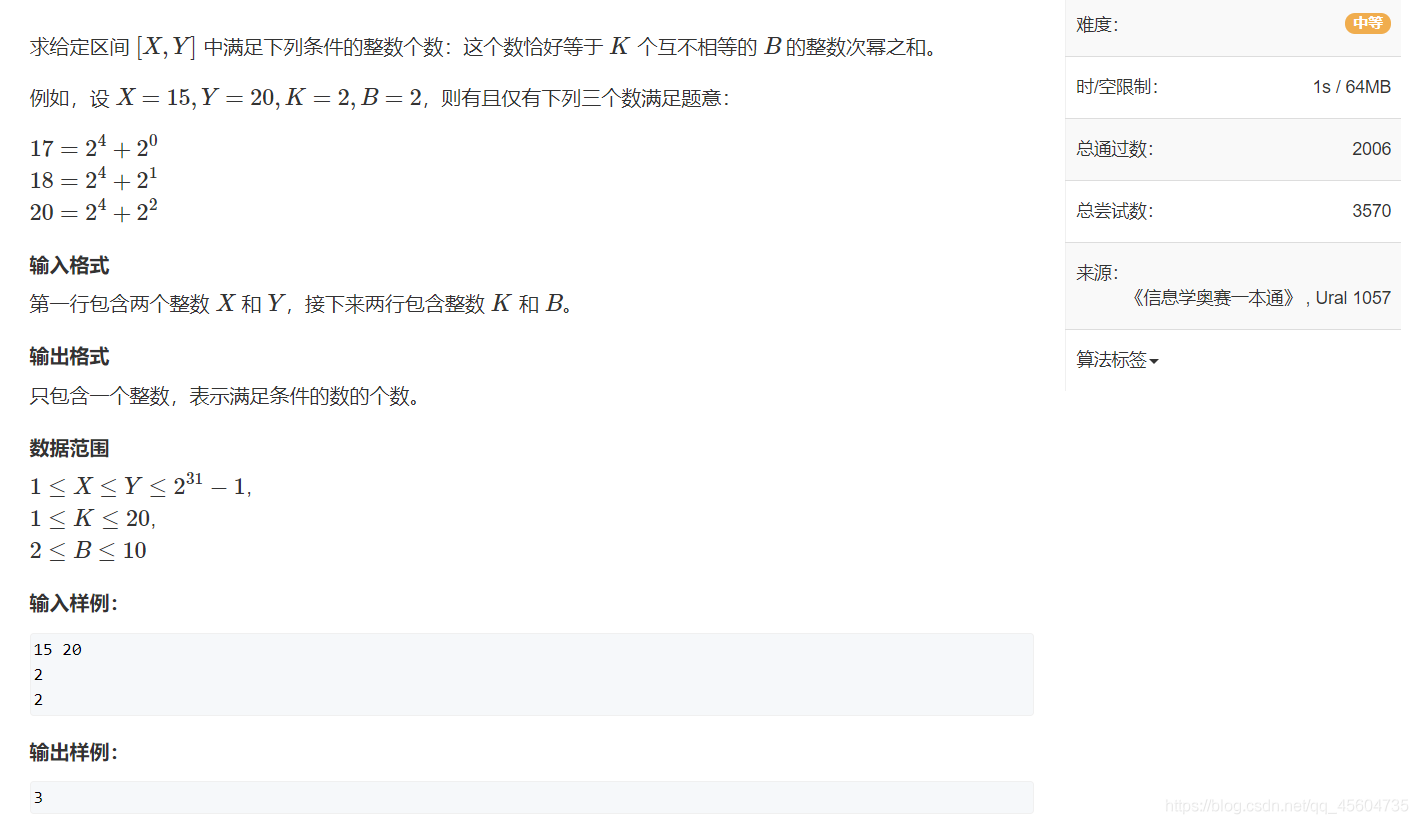 求给定区间 [X, Y] 中满足下列条件的整数个数：这个数恰好等于 K 个互不相等的 B 的整数次幂之和。
例如，设 X = 15, Y = 20, K = 2, B = 2，则有且仅有下列三个数满足题意：
17 = 2^4 + 2^0
18 = 2^4 + 2^1
20 = 2^4 + 2^2
输入格式
第一行包含两个整数 X 和 Y，接下来两行包含整数 K 和 B。
输出格式
只包含一个整数，表示满足条件的数的个数。
数据范围
1 ≤ X ≤ Y ≤ 2^31 − 1,
1 ≤ K ≤ 20,
2 ≤ B ≤ 10
输入样例：
15 20
2
2
输出样例：
3
难度： 中等
时/空限制： 1s / 64MB
总通过数： 2006
总尝试数： 3570
来源：
《信息学奥赛一本通》 , Ural 1057
算法标签
https://blog.csdn.net/qq_45604735